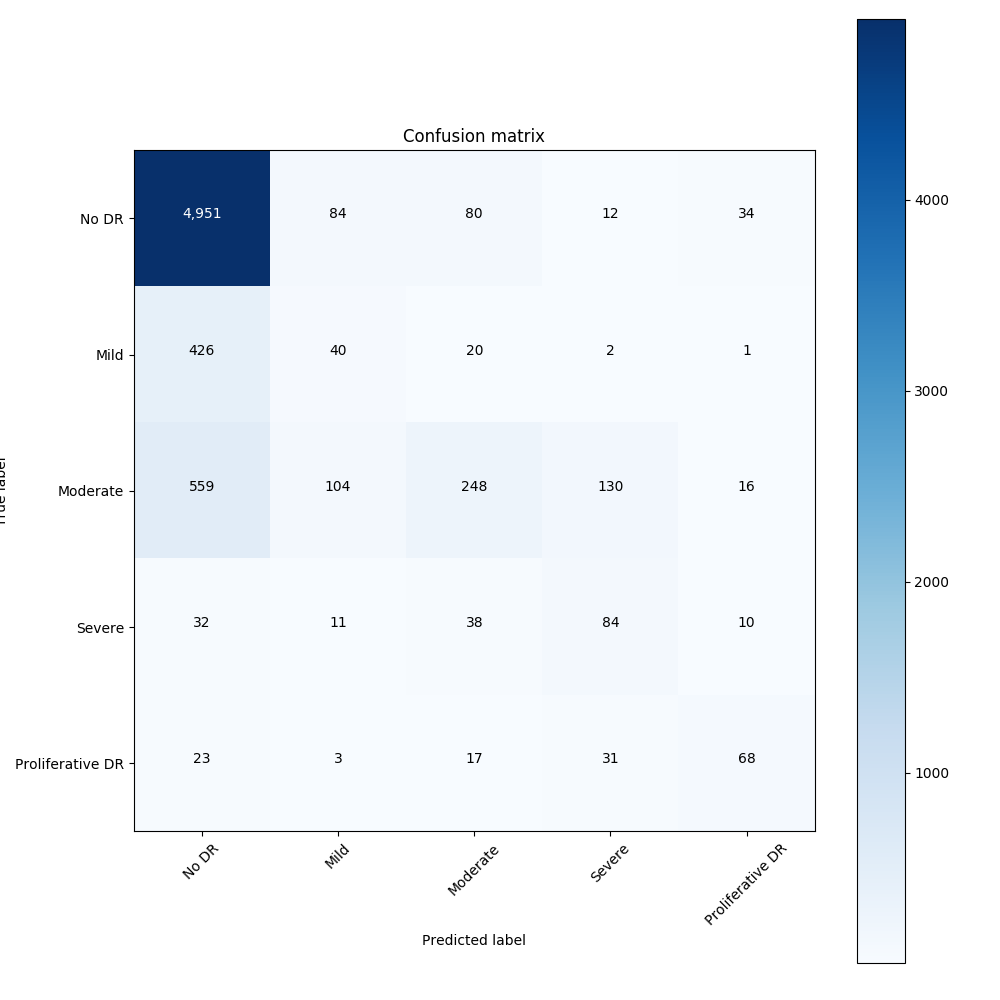 Confusion matrix
No DR 4,951 84 80 12 34
Mild 426 40 20 2 1
Moderate 559 104 248 130 16
Severe 32 11 38 84 10
Proliferative DR 23 3 17 31 68
No DR Mild Moderate Severe Proliferative DR
Predicted label
True label
4000
3000
2000
1000